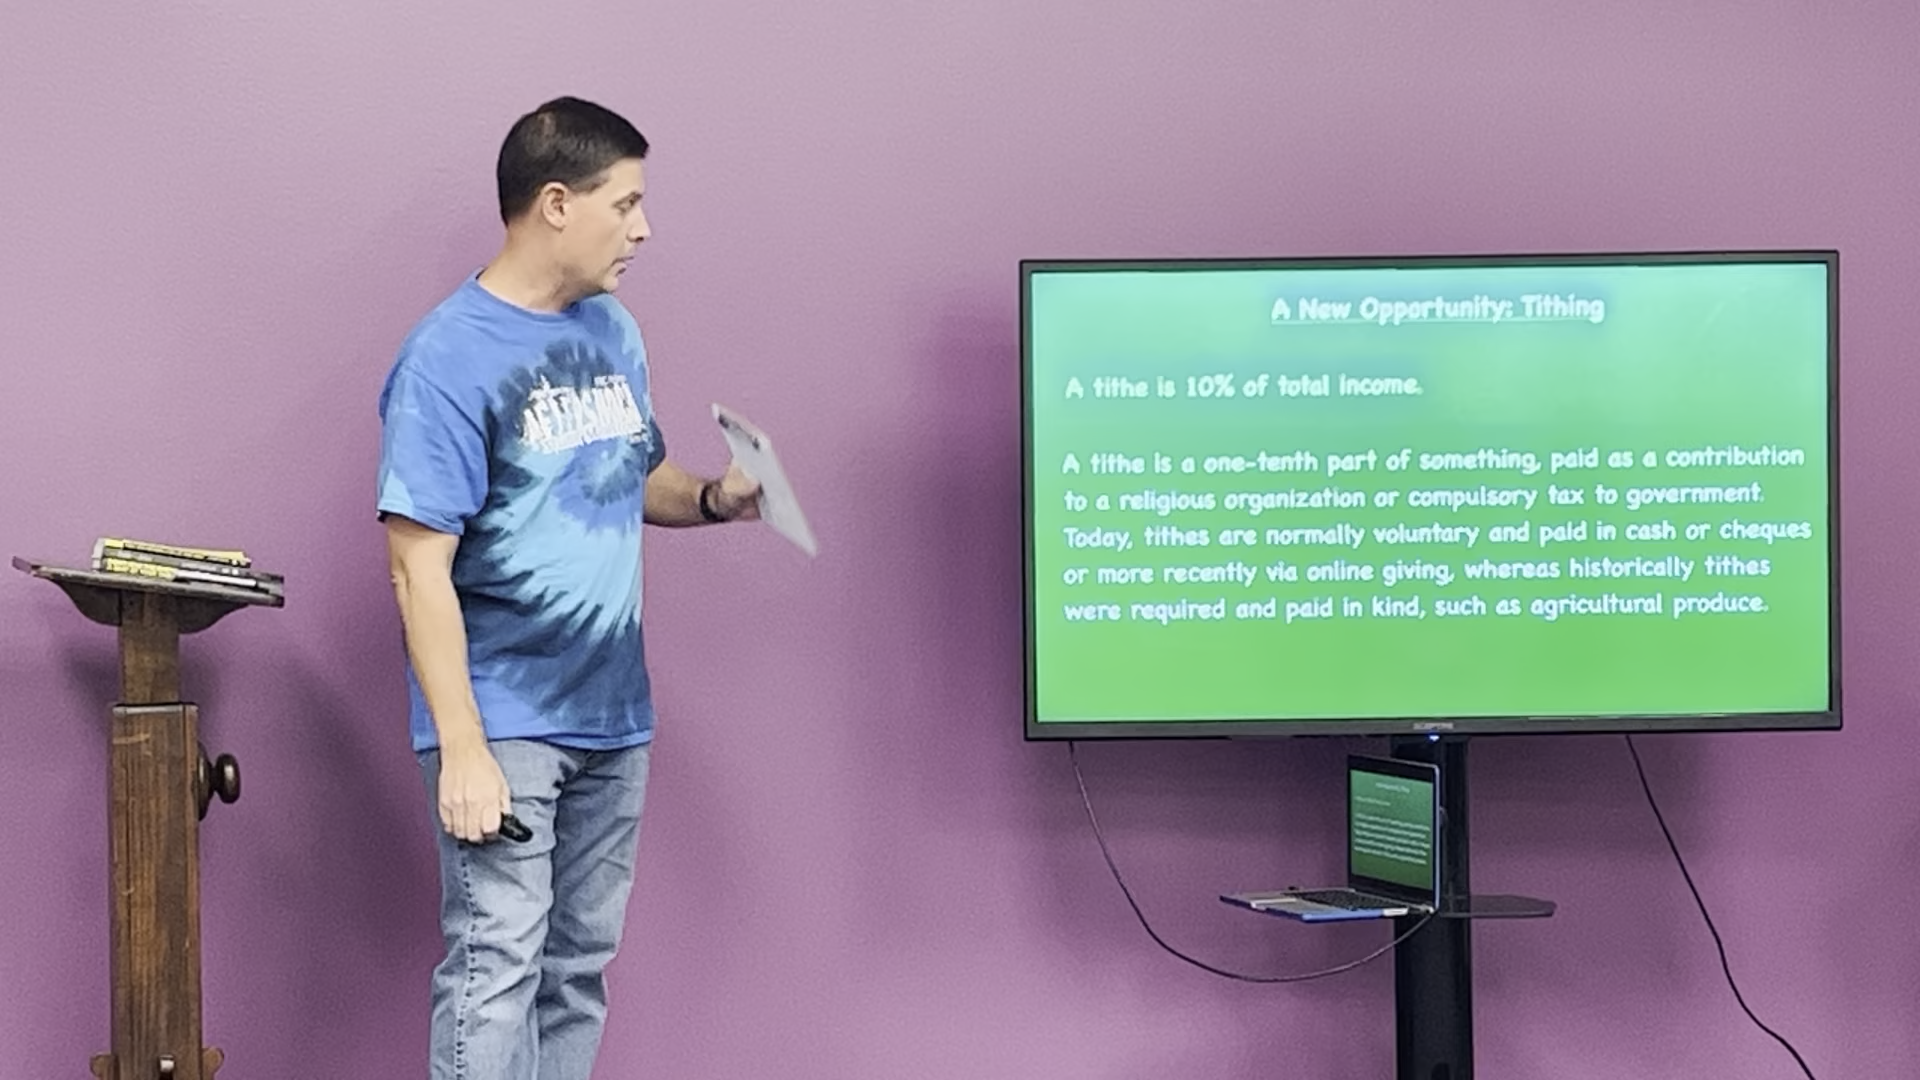 A New Opportunity: Tithing
A tithe is 10% of total income.
A tithe is a one-tenth part of something, paid as a contribution
to a religious organization or compulsory tax to government.
Today, tithes are normally voluntary and paid in cash or cheques
or more recently via online giving, whereas historically tithes
were required and paid in kind, such as agricultural produce.